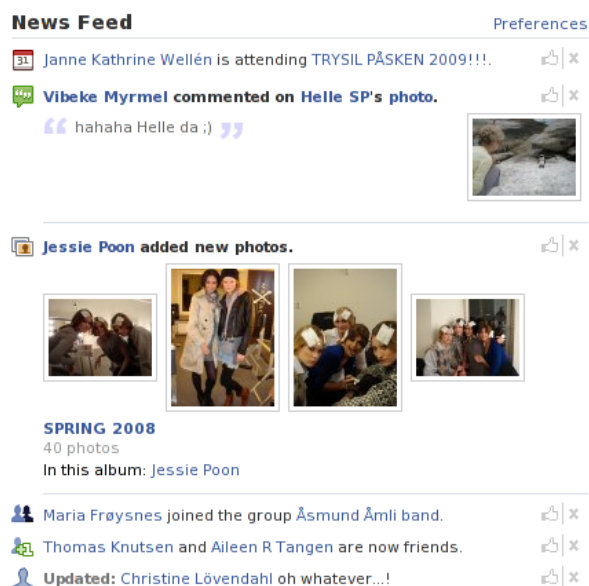 News Feed
Preferences
31
Janne Kathrine Wellén is attending TRYSIL PÅSKEN 2009!!!.
Vibeke Myrmel commented on Helle SP's photo.
“ hahaha Helle da ;) ”
Jessie Poon added new photos.
SPRING 2008
40 photos
In this album: Jessie Poon
Maria Frøysnes joined the group Åsmund Åmli band.
Thomas Knutsen and Aileen R Tangen are now friends.
Updated: Christine Lövendahl oh whatever...!